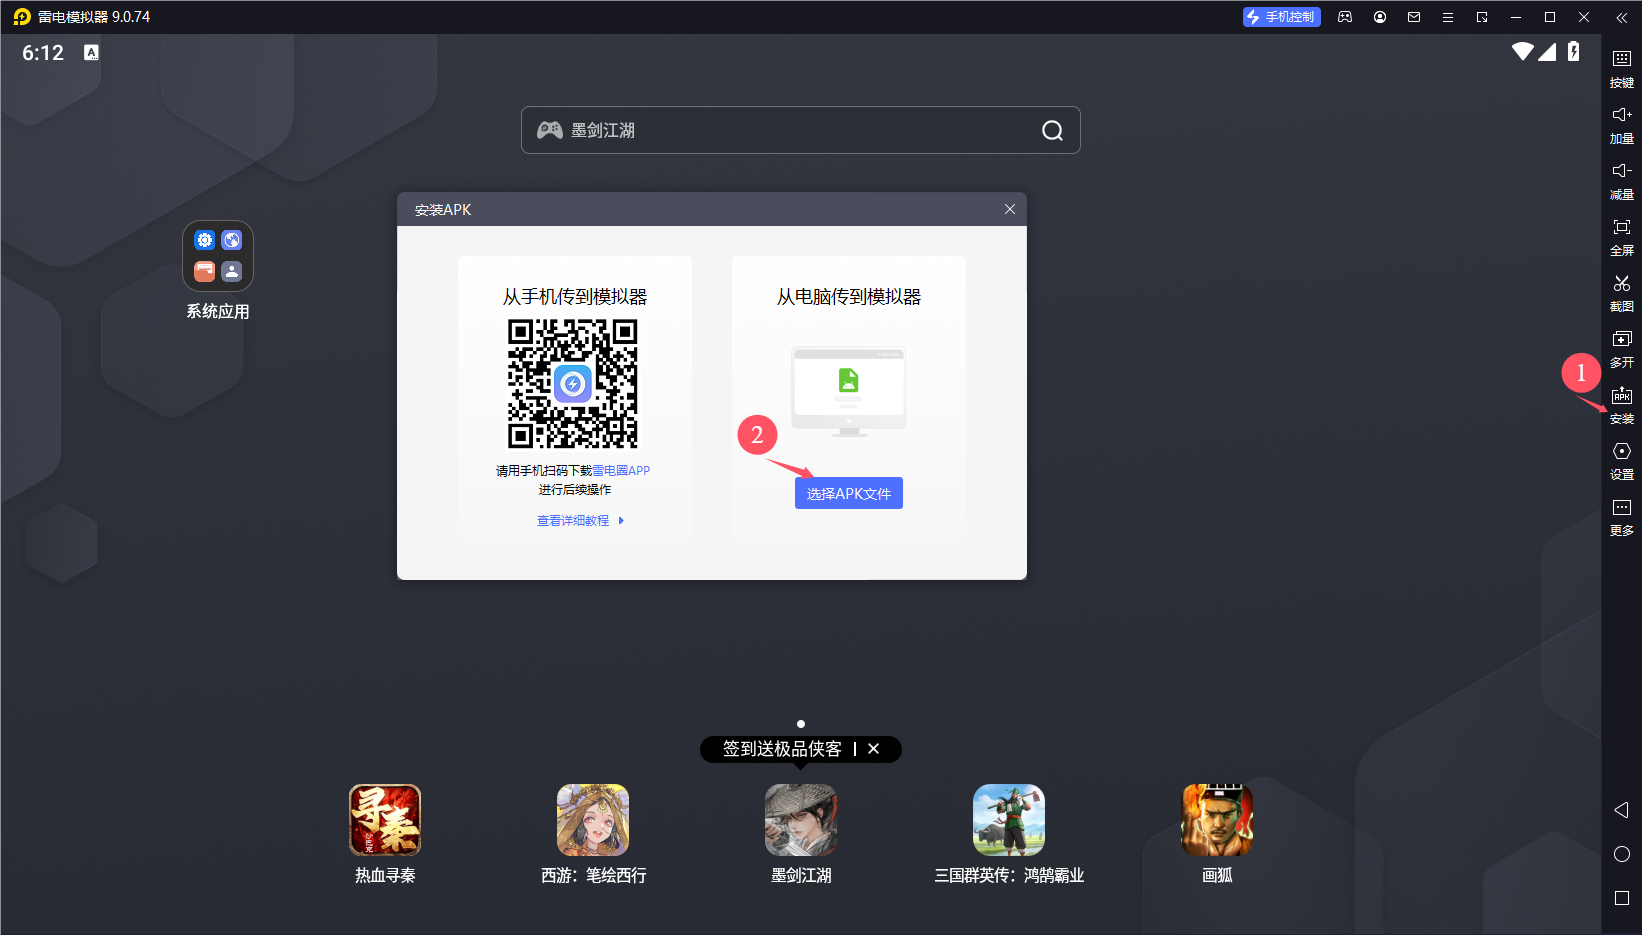 雷电模拟器 9.0.74
手机控制
6:12
A
墨剑江湖
按键
加量
减量
全屏
截图
多开
APK
安装
设置
更多
系统应用
安装APK
从手机传到模拟器
请用手机扫码下载雷电圈APP
进行后续操作
查看详细教程
从电脑传到模拟器
选择APK文件
1
2
签到送极品侠客
寻秦
热血寻秦
西游：笔绘西行
墨剑江湖
三国群英传：鸿鹄霸业
画狐